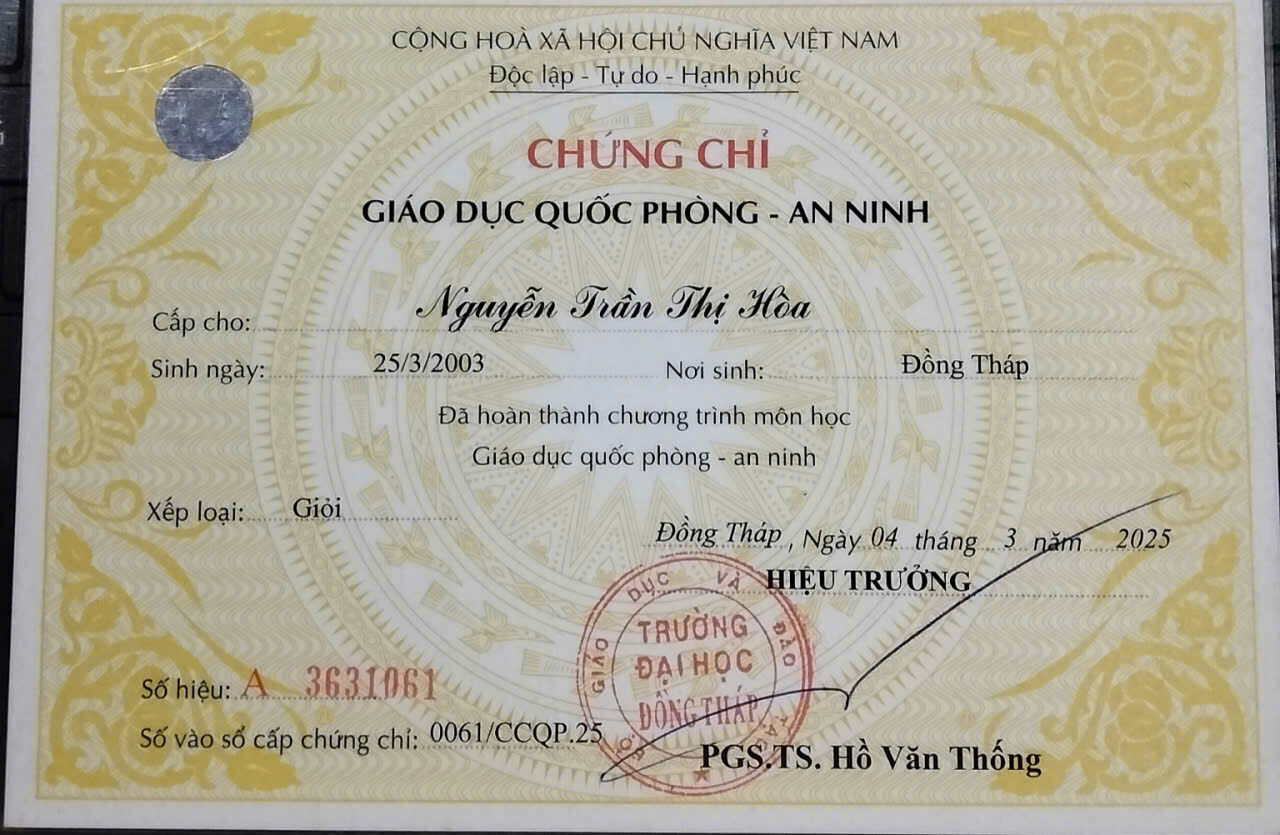 CỘNG HOÀ XÃ HỘI CHỦ NGHĨA VIỆT NAM
Độc lập - Tự do - Hạnh phúc
CHỨNG CHỈ
GIÁO DỤC QUỐC PHÒNG - AN NINH
Cấp cho: Nguyễn Trần Thị Hòa
Sinh ngày: 25/3/2003 Nơi sinh: Đồng Tháp
Đã hoàn thành chương trình môn học
Giáo dục quốc phòng - an ninh
Xếp loại: Giỏi
Đồng Tháp, Ngày 04 tháng 3 năm 2025
HIỆU TRƯỞNG
GIÁO DỤC VÀ ĐÀO
TRƯỜNG
ĐẠI HỌC
ĐỒNG THÁP
Số hiệu: A 3631061
Số vào sổ cấp chứng chỉ: 0061/CCQP.25
PGS.TS. Hồ Văn Thống